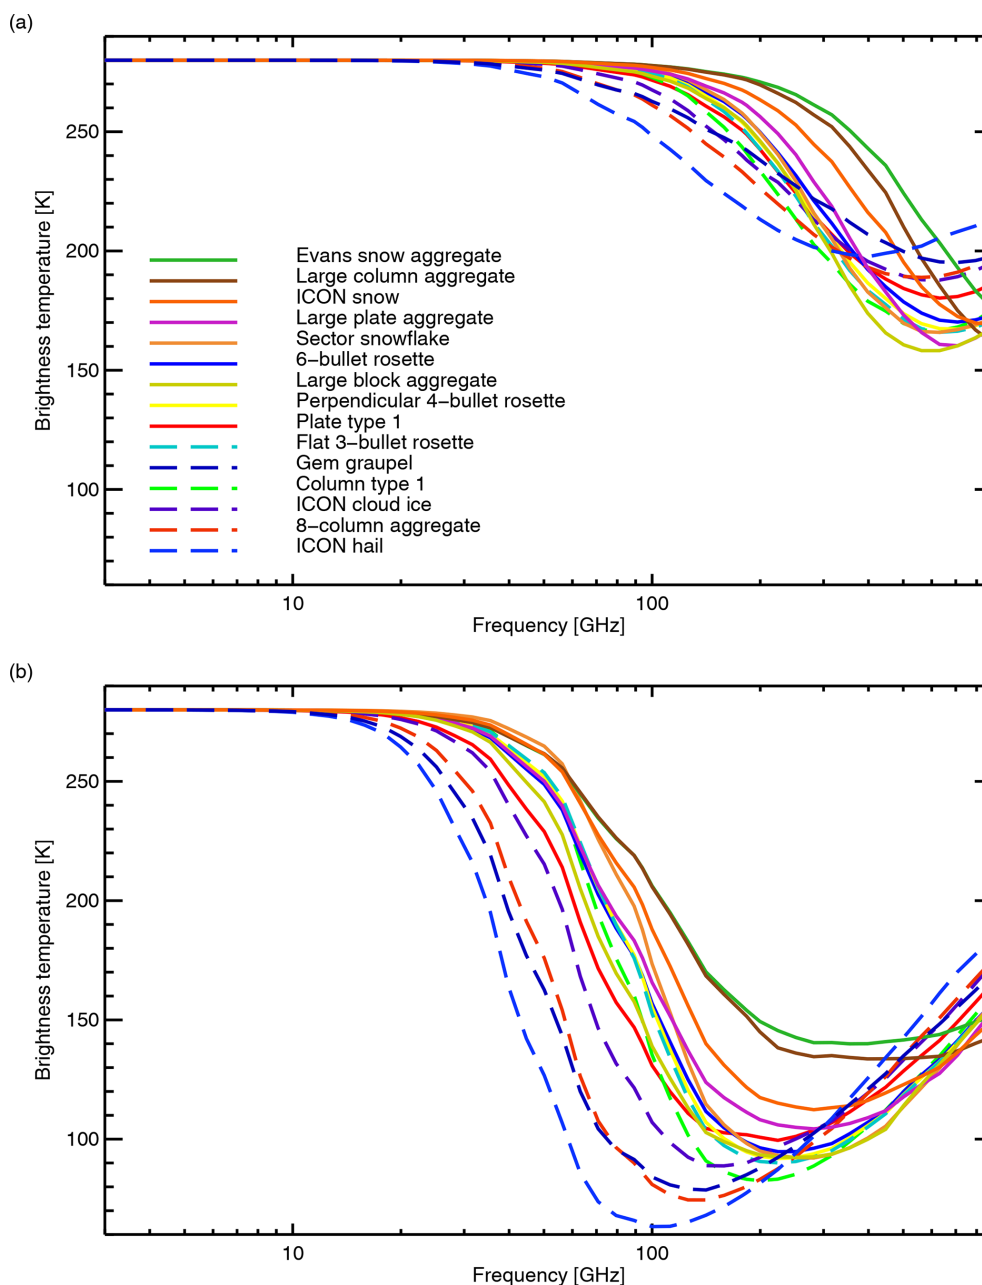 (a)
250
200
150
100
Brightness temperature [K]
Evans snow aggregate
Large column aggregate
ICON snow
Large plate aggregate
Sector snowflake
6−bullet rosette
Large block aggregate
Perpendicular 4−bullet rosette
Plate type 1
Flat 3−bullet rosette
Gem graupel
Column type 1
ICON cloud ice
8−column aggregate
ICON hail
10
100
Frequency [GHz]
(b)
250
200
150
100
Brightness temperature [K]
10
100
Frequency [GHz]